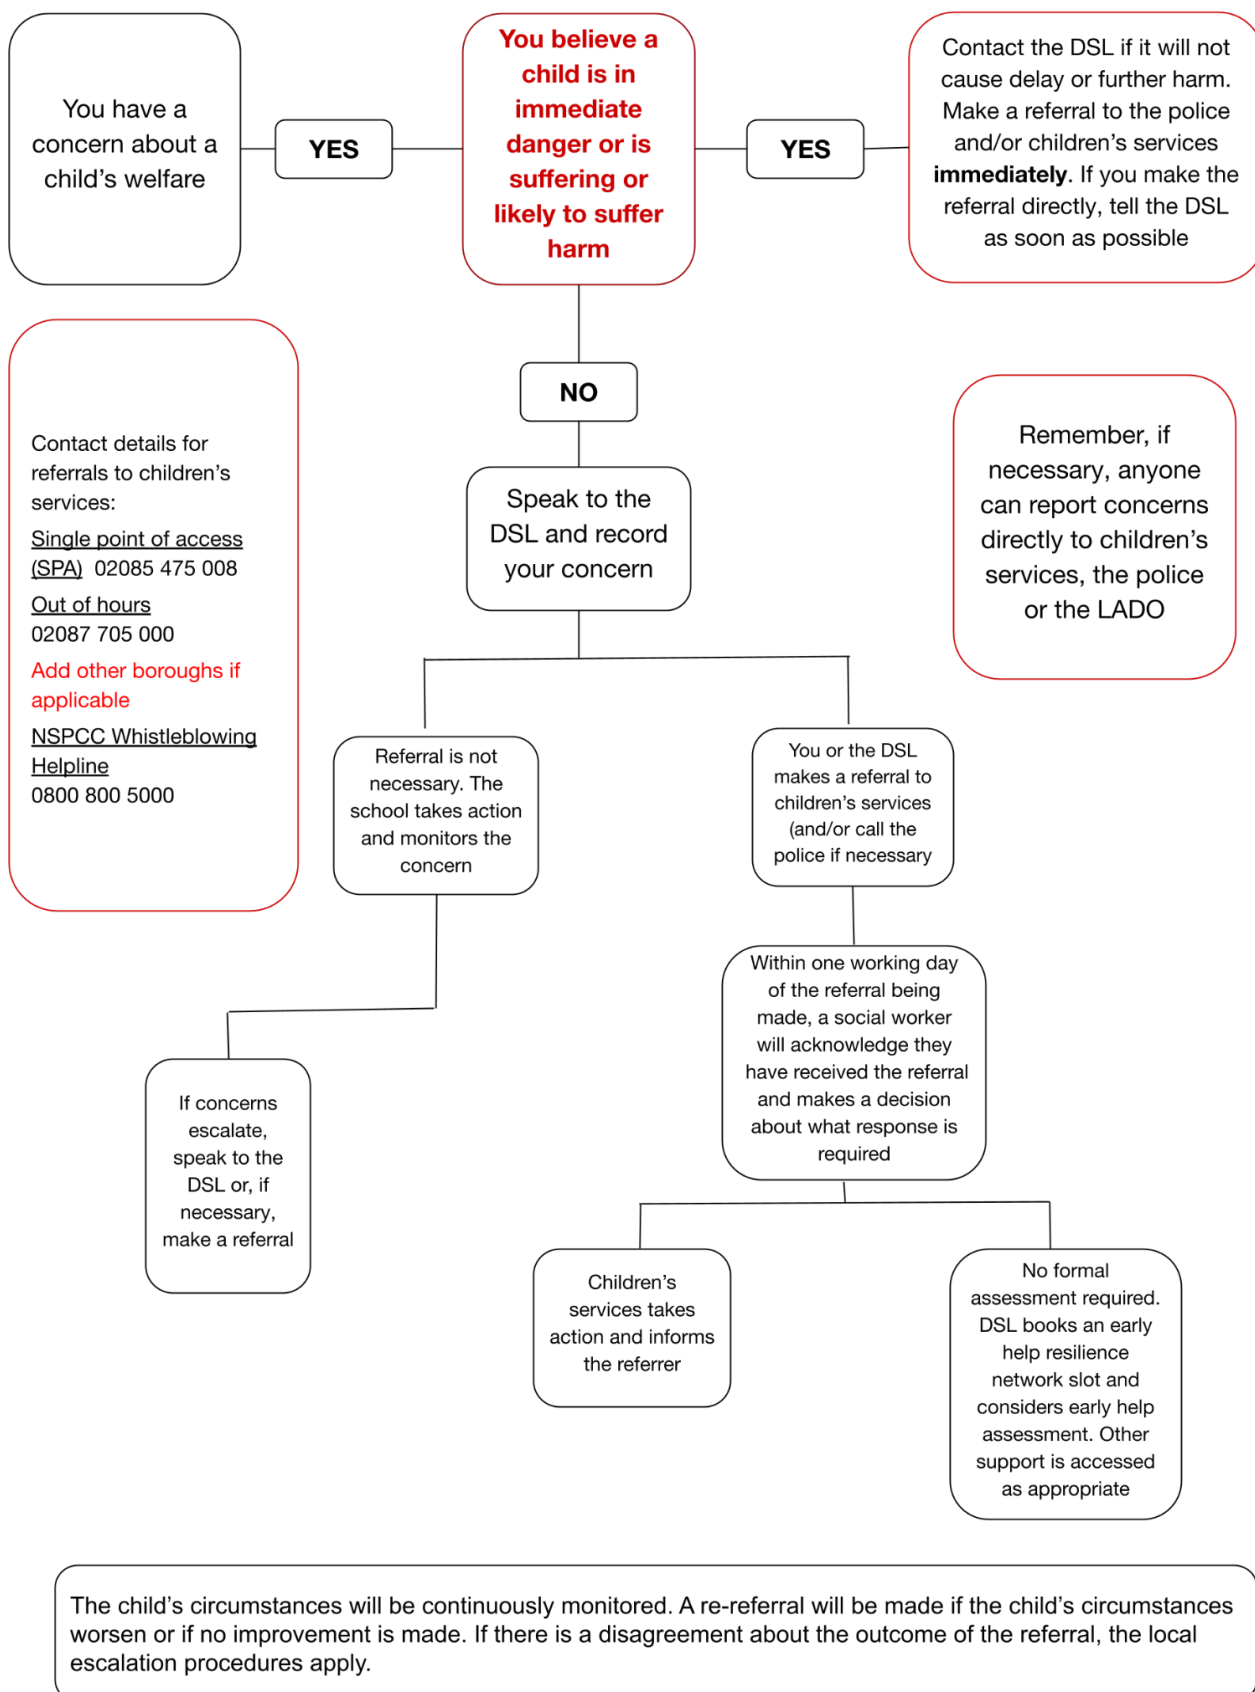 You have a
concern about a
child's welfare
YES
You believe a
child is in
immediate
danger or is
suffering or
likely to suffer
harm
YES
Contact the DSL if it will not
cause delay or further harm.
Make a referral to the police
and/or children's services
immediately. If you make the
referral directly, tell the DSL
as soon as possible
NO
Contact details for
referrals to children's
services:
Single point of access
(SPA) 02085 475 008
Out of hours
02087 705 000
Add other boroughs if
applicable
NSPCC Whistleblowing
Helpline
0800 800 5000
Speak to the
DSL and record
your concern
Remember, if
necessary, anyone
can report concerns
directly to children's
services, the police
or the LADO
Referral is not
necessary. The
school takes action
and monitors the
concern
You or the DSL
makes a referral to
children's services
(and/or call the
police if necessary
Within one working day
of the referral being
made, a social worker
will acknowledge they
have received the referral
and makes a decision
about what response is
required
If concerns
escalate,
speak to the
DSL or, if
necessary,
make a referral
Children's
services takes
action and informs
the referrer
No formal
assessment required.
DSL books an early
help resilience
network slot and
considers early help
assessment. Other
support is accessed
as appropriate
The child's circumstances will be continuously monitored. A re-referral will be made if the child's circumstances
worsen or if no improvement is made. If there is a disagreement about the outcome of the referral, the local
escalation procedures apply.